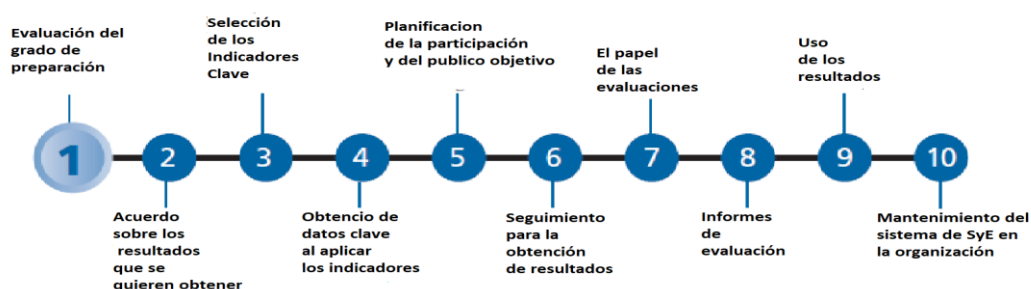 Evaluación del
grado de
preparación
Selección
de los
Indicadores
Clave
Planificacion
de la participación
y del publico objetivo
El papel
de las
evaluaciones
Uso
de los
resultados
1
2
3
4
5
6
7
8
9
10
Acuerdo
sobre los
resultados
que se
quieren obtener
Obtencio de
datos clave
al aplicar
los indicadores
Seguimiento
para la
obtención
de resultados
Informes
de
evaluación
Mantenimiento del
sistema de SyE en
la organización